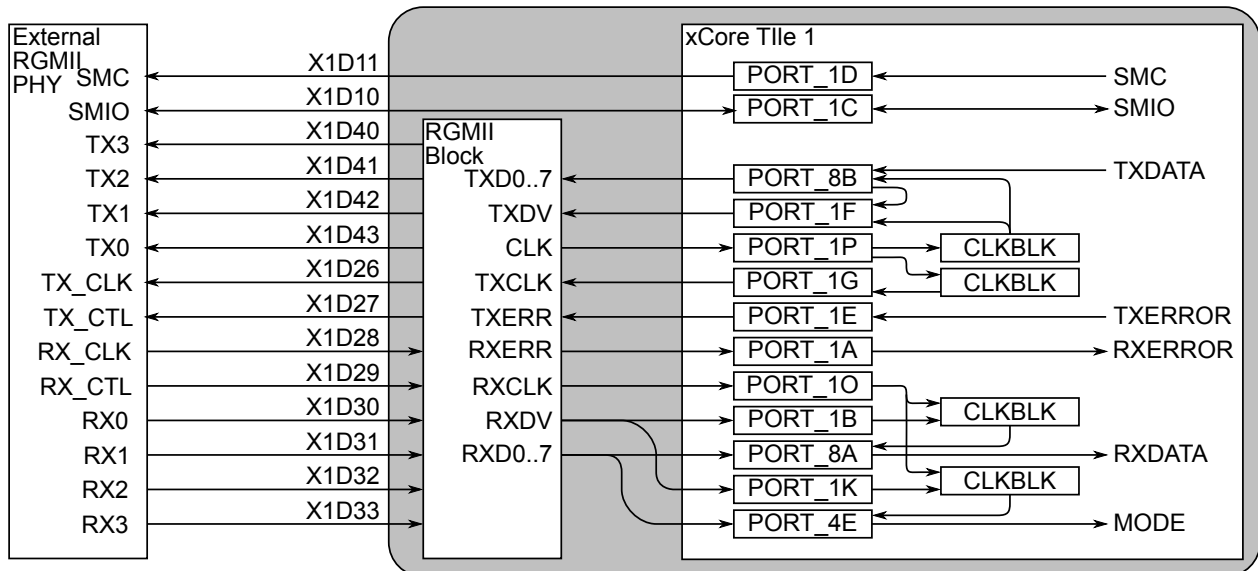 External
RGMII
PHY
xCore TIle 1
SMC
X1D11
PORT_1D
SMC
SMIO
X1D10
PORT_1C
SMIO
TX3
X1D40
RGMII
Block
TX2
X1D41
TXD0..7
PORT_8B
TXDATA
TX1
X1D42
TXDV
PORT_1F
TX0
X1D43
CLK
PORT_1P
CLKBLK
TX_CLK
X1D26
TXCLK
PORT_1G
CLKBLK
TX_CTL
X1D27
TXERR
PORT_1E
TXERROR
RX_CLK
X1D28
RXERR
PORT_1A
RXERROR
RX_CTL
X1D29
RXCLK
PORT_1O
RX0
X1D30
RXDV
PORT_1B
CLKBLK
RX1
X1D31
RXD0..7
PORT_8A
RXDATA
RX2
X1D32
PORT_1K
CLKBLK
RX3
X1D33
PORT_4E
MODE